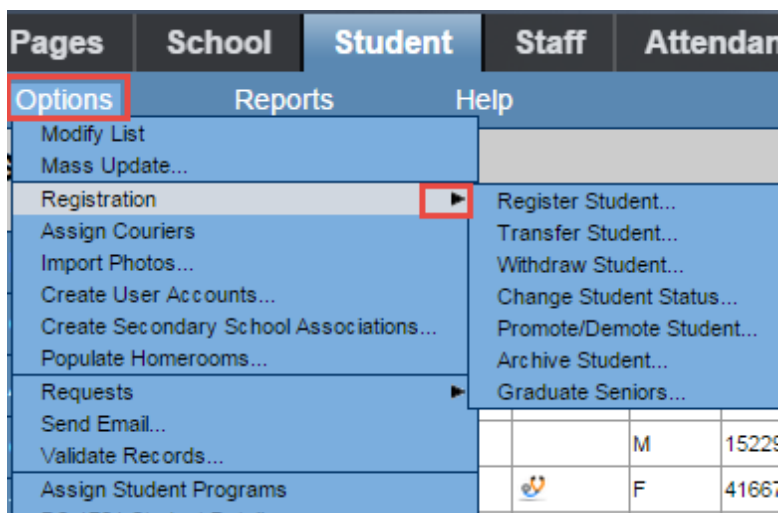 Pages School Student Staff Attendan
Options Reports Help
Modify List
Mass Update...
Registration
Assign Couriers
Import Photos...
Create User Accounts...
Create Secondary School Associations...
Populate Homerooms...
Requests
Send Email...
Validate Records...
Assign Student Programs
Register Student...
Transfer Student...
Withdraw Student...
Change Student Status...
Promote/Demote Student...
Archive Student...
Graduate Seniors...
M 15229
F 41667